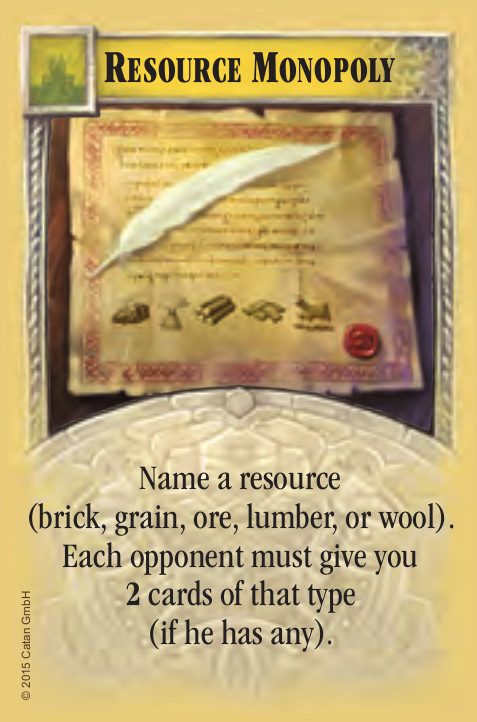 RESOURCE MONOPOLY
Name a resource
(brick, grain, ore, lumber, or wool).
Each opponent must give you
2 cards of that type
(if he has any).
© 2015 Catan GmbH